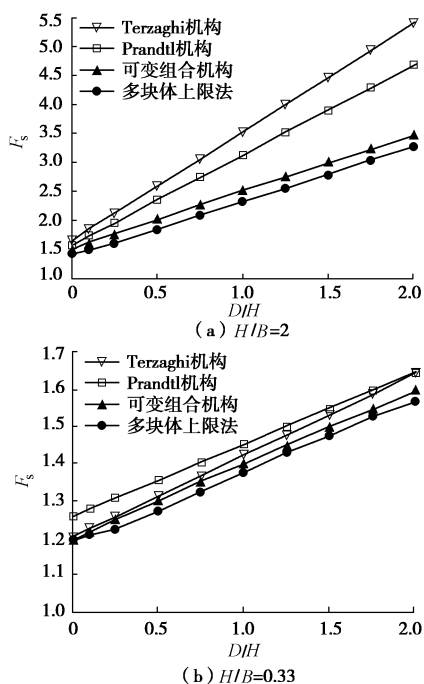 5.5
5.0
4.5
4.0
3.5
3.0
2.5
2.0
1.5
1.0
Fs
Terzaghi机构
Prandtl机构
可变组合机构
多块体上限法
0 0.5 1.0 1.5 2.0
D/H
(a) H/B=2
1.7
1.6
1.5
1.4
1.3
1.2
1.1
1.0
Fs
Terzaghi机构
Prandtl机构
可变组合机构
多块体上限法
0 0.5 1.0 1.5 2.0
D/H
(b) H/B=0.33